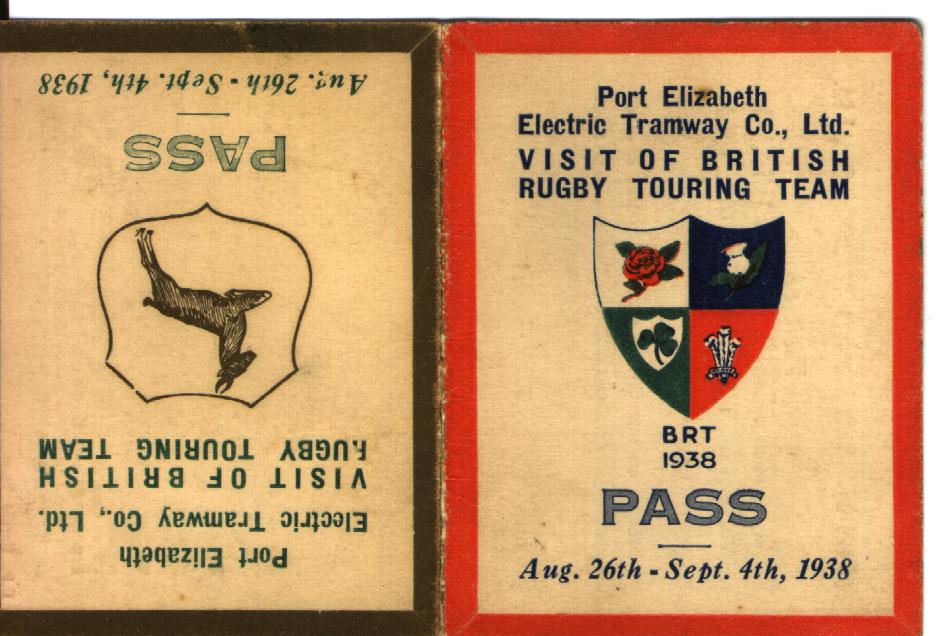 Port Elizabeth
Electric Tramway Co., Ltd.
VISIT OF BRITISH
RUGBY TOURING TEAM
PASS
Aug. 26th - Sept. 4th, 1938
Port Elizabeth
Electric Tramway Co., Ltd.
VISIT OF BRITISH
RUGBY TOURING TEAM
BRT
1938
PASS
Aug. 26th - Sept. 4th, 1938